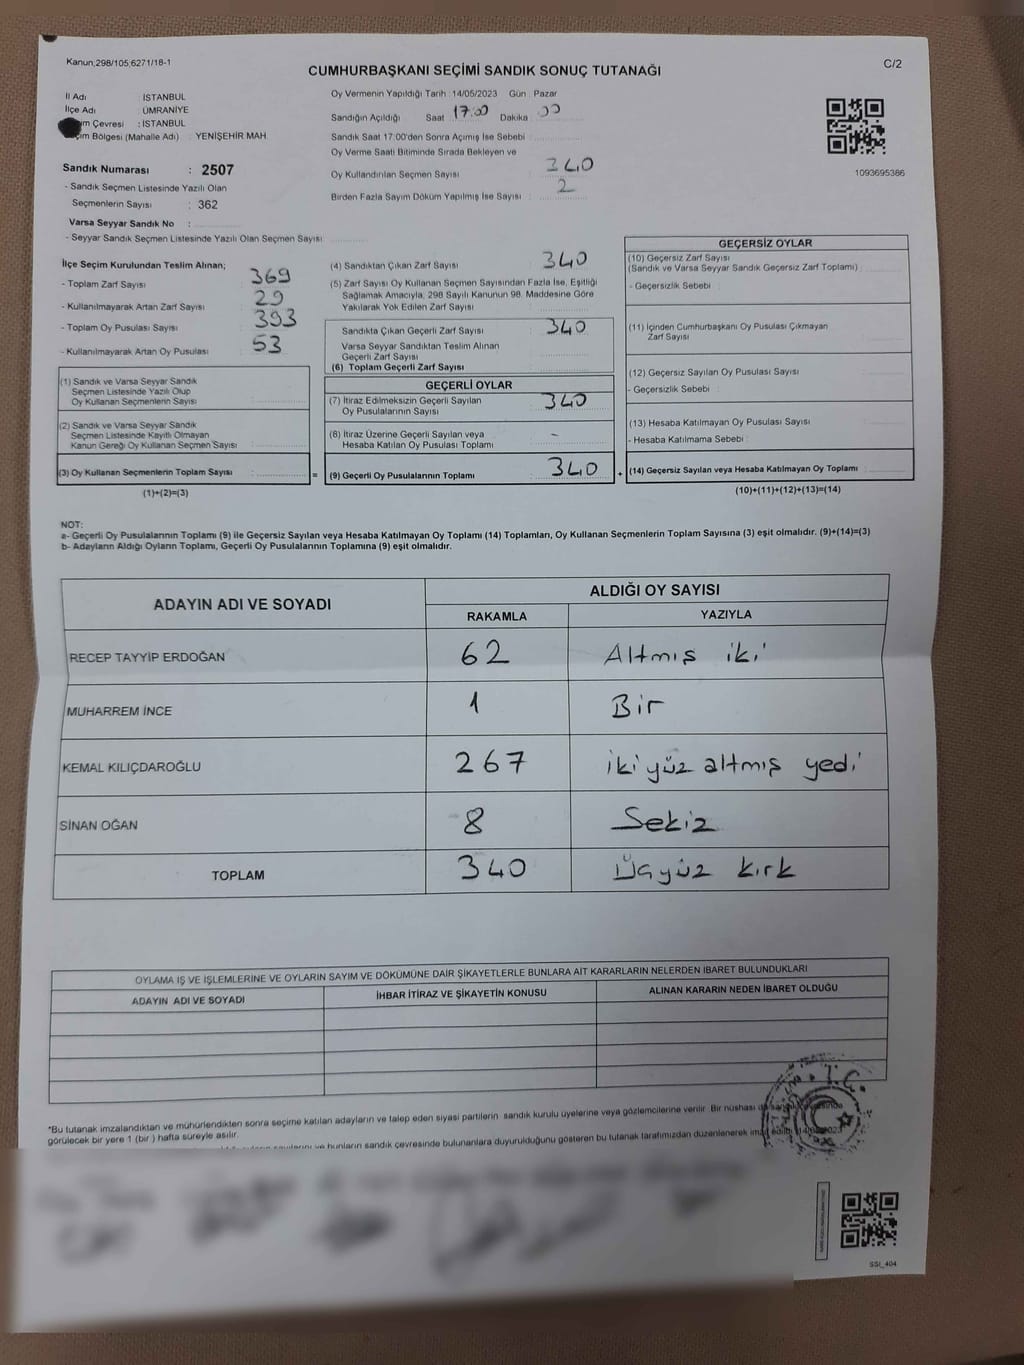 Kanun;298/105;6271/18-1
C/2
CUMHURBAŞKANI SEÇİMİ SANDIK SONUÇ TUTANAĞI
İl Adı : İSTANBUL
İlçe Adı : ÜMRANİYE
im Çevresi : İSTANBUL
im Bölgesi (Mahalle Adı) : YENİŞEHİR MAH.
Sandık Numarası : 2507
- Sandık Seçmen Listesinde Yazılı Olan
Seçmenlerin Sayısı : 362
Varsa Seyyar Sandık No :
- Seyyar Sandık Seçmen Listesinde Yazılı Olan Seçmen Sayısı:
Oy Vermenin Yapıldığı Tarih : 14/05/2023 Gün : Pazar
Sandığın Açıldığı Saat : 17:00 Dakika : 00
Sandık Saat 17:00'den Sonra Açımış İse Sebebi :
Oy Verme Saati Bitiminde Sırada Bekleyen ve
Oy Kullandırılan Seçmen Sayısı : 340
Birden Fazla Sayım Döküm Yapılmış İse Sayısı : 2
1093695386
İlçe Seçim Kurulundan Teslim Alınan;
- Toplam Zarf Sayısı : 369
- Kullanılmayarak Artan Zarf Sayısı : 29
- Toplam Oy Pusulası Sayısı : 393
- Kullanılmayarak Artan Oy Pusulası : 53
(1) Sandık ve Varsa Seyyar Sandık
Seçmen Listesinde Yazılı Olup
Oy Kullanan Seçmenlerin Sayısı :
(2) Sandık ve Varsa Seyyar Sandık
Seçmen Listesinde Kayıtlı Olmayan
Kanun Gereği Oy Kullanan Seçmen Sayısı :
(3) Oy Kullanan Seçmenlerin Toplam Sayısı :
(1)+(2)=(3)
(4) Sandıktan Çıkan Zarf Sayısı : 340
(5) Zarf Sayısı Oy Kullanan Seçmen Sayısından Fazla İse, Eşitliği
Sağlamak Amacıyla, 298 Sayılı Kanunun 98. Maddesine Göre
Yakılarak Yok Edilen Zarf Sayısı :
Sandıkta Çıkan Geçerli Zarf Sayısı : 340
Varsa Seyyar Sandıktan Teslim Alınan
Geçerli Zarf Sayısı :
(6) Toplam Geçerli Zarf Sayısı :
GEÇERLİ OYLAR
(7) İtiraz Edilmeksizin Geçerli Sayılan
Oy Pusulalarının Sayısı : 340
(8) İtiraz Üzerine Geçerli Sayılan veya
Hesaba Katılan Oy Pusulası Toplamı : -
= (9) Geçerli Oy Pusulalarının Toplamı : 340 +
GEÇERSİZ OYLAR
(10) Geçersiz Zarf Sayısı
(Sandık ve Varsa Seyyar Sandık Geçersiz Zarf Toplamı) :
- Geçersizlik Sebebi :
(11) İçinden Cumhurbaşkanı Oy Pusulası Çıkmayan
Zarf Sayısı :
(12) Geçersiz Sayılan Oy Pusulası Sayısı :
- Geçersizlik Sebebi :
(13) Hesaba Katılmayan Oy Pusulası Sayısı :
- Hesaba Katılmama Sebebi :
(14) Geçersiz Sayılan veya Hesaba Katılmayan Oy Toplamı :
(10)+(11)+(12)+(13)=(14)
NOT:
a- Geçerli Oy Pusulalarının Toplamı (9) ile Geçersiz Sayılan veya Hesaba Katılmayan Oy Toplamı (14) Toplamları, Oy Kullanan Seçmenlerin Toplam Sayısına (3) eşit olmalıdır. (9)+(14)=(3)
b- Adayların Aldığı Oyların Toplamı, Geçerli Oy Pusulalarının Toplamına (9) eşit olmalıdır.
ADAYIN ADI VE SOYADI
ALDIĞI OY SAYISI
RAKAMLA YAZIYLA
RECEP TAYYİP ERDOĞAN 62 Altmış iki
MUHARREM İNCE 1 Bir
KEMAL KILIÇDAROĞLU 267 ikiyüz altmış yedi
SİNAN OĞAN 8 Sekiz
TOPLAM 340 Üçyüz kırk
OYLAMA İŞ VE İŞLEMLERİNE VE OYLARIN SAYIM VE DÖKÜMÜNE DAİR ŞİKAYETLERLE BUNLARA AİT KARARLARIN NELERDEN İBARET BULUNDUKLARI
ADAYIN ADI VE SOYADI İHBAR İTİRAZ VE ŞİKAYETİN KONUSU ALINAN KARARIN NEDEN İBARET OLDUĞU
T.C.
*Bu tutanak imzalandıktan ve mühürlendikten sonra seçime katılan adayların ve talep eden siyasi partilerin sandık kurulu üyelerine veya gözlemcilerine verilir. Bir nüshası da
görülecek bir yere 1 (bir) hafta süreyle asılır.
ve bunların sandık çevresinde bulunanlara duyurulduğunu gösteren bu tutanak tarafımızdan düzenlenerek imza edildi.
SSI_404